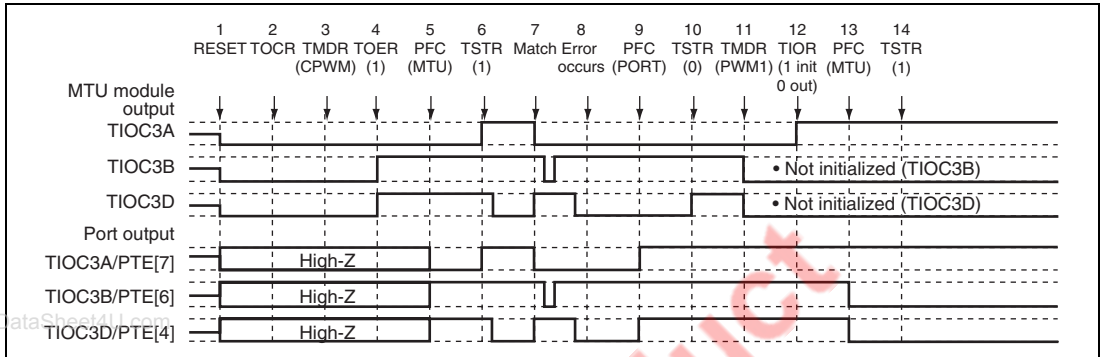 1 2 3 4 5 6 7 8 9 10 11 12 13 14
RESET TOCR TMDR TOER PFC TSTR Match Error PFC TSTR TMDR TIOR PFC TSTR
(CPWM) (1) (MTU) (1) occurs (PORT) (0) (PWM1) (1 init (MTU) (1)
0 out)
MTU module
output
TIOC3A
TIOC3B
• Not initialized (TIOC3B)
TIOC3D
• Not initialized (TIOC3D)
Port output
TIOC3A/PTE[7]
High-Z
TIOC3B/PTE[6]
High-Z
DataSheet4U.com
TIOC3D/PTE[4]
High-Z
uct